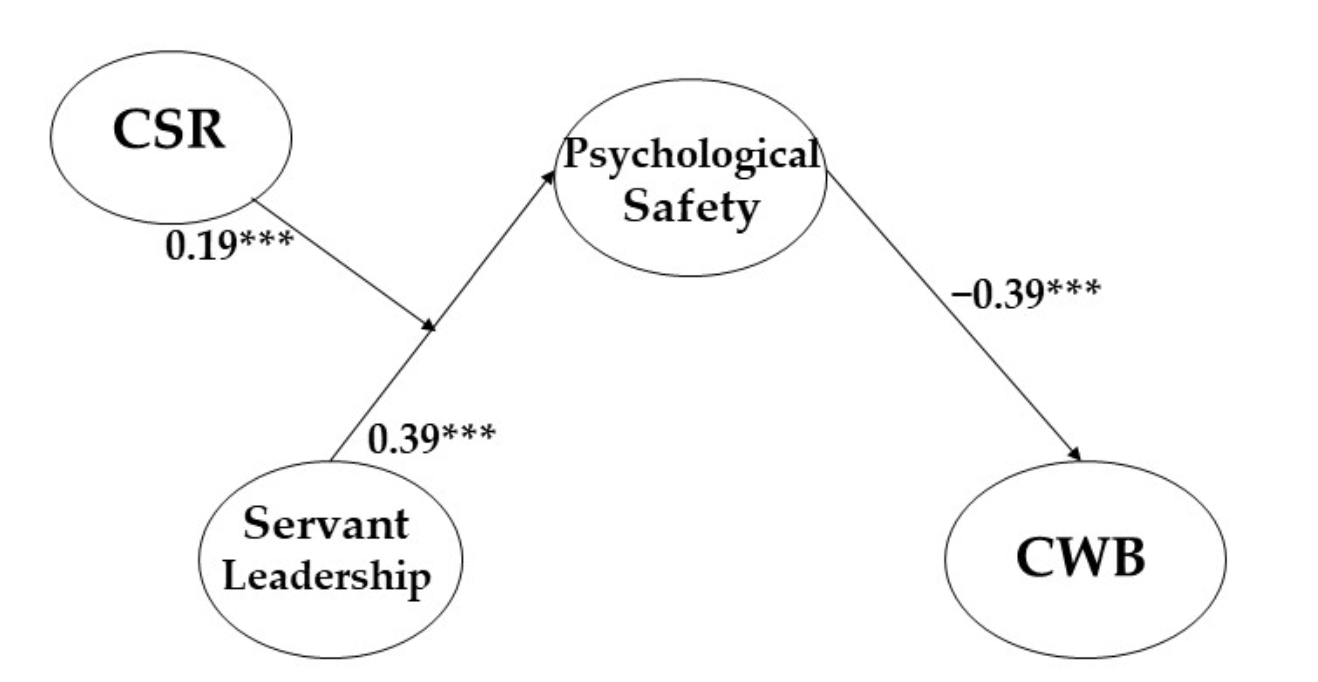 CSR
0.19***
Psychological
Safety
−0.39***
0.39***
Servant
Leadership
CWB